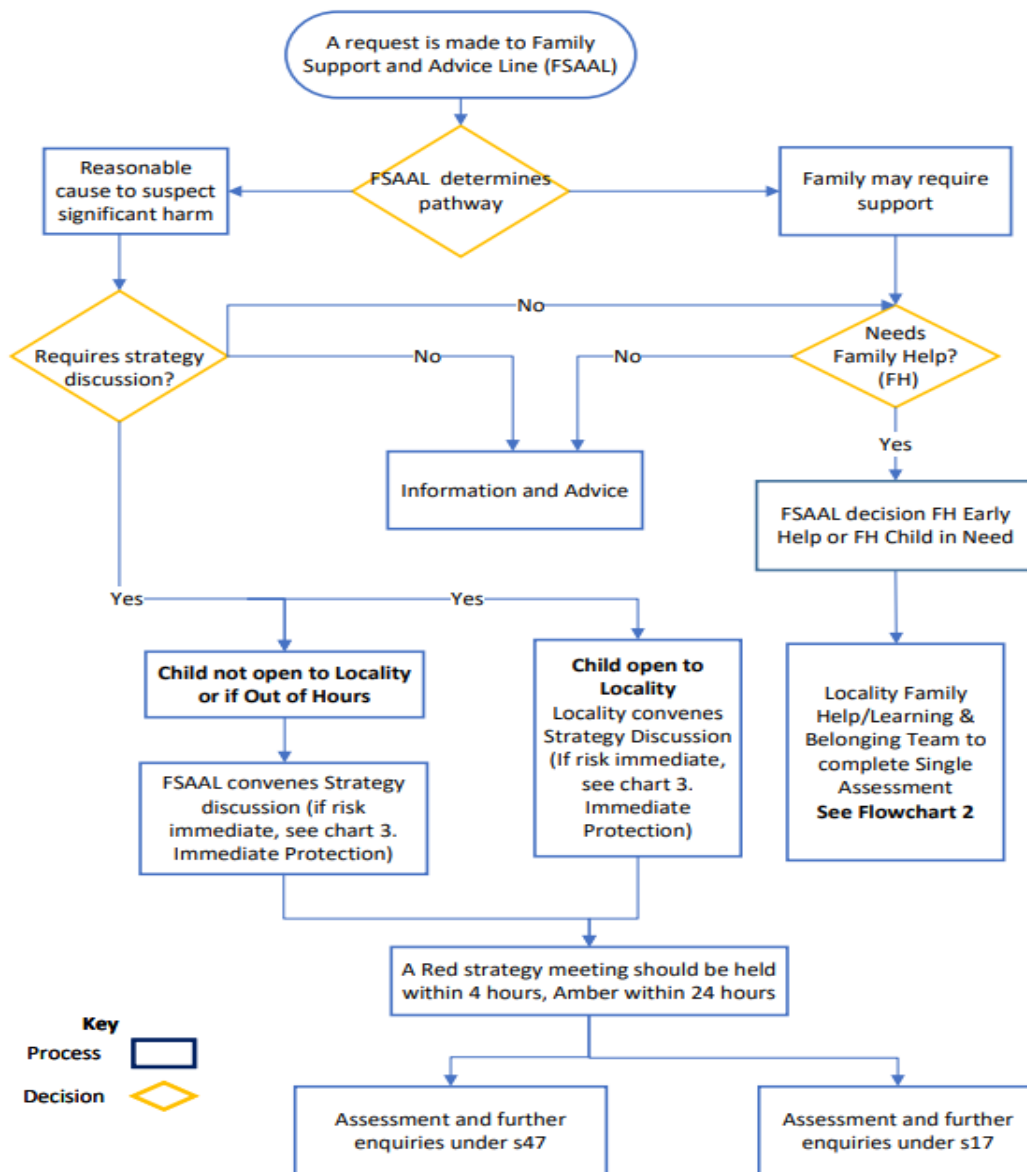 A request is made to Family
Support and Advice Line (FSAAL)
Reasonable
cause to suspect
significant harm
FSAAL determines
pathway
Family may require
support
No
Requires strategy
discussion?
No
No
Needs
Family Help?
(FH)
Yes
Information and Advice
FSAAL decision FH Early
Help or FH Child in Need
Yes
Yes
Child not open to Locality
or if Out of Hours
Child open to
Locality
Locality convenes
Strategy Discussion
(If risk immediate,
see chart 3.
Immediate
Protection)
Locality Family
Help/Learning &
Belonging Team to
complete Single
Assessment
See Flowchart 2
FSAAL convenes Strategy
discussion (if risk
immediate, see chart 3.
Immediate Protection)
A Red strategy meeting should be held
within 4 hours, Amber within 24 hours
Key
Process
Decision
Assessment and further
enquiries under s47
Assessment and further
enquiries under s17